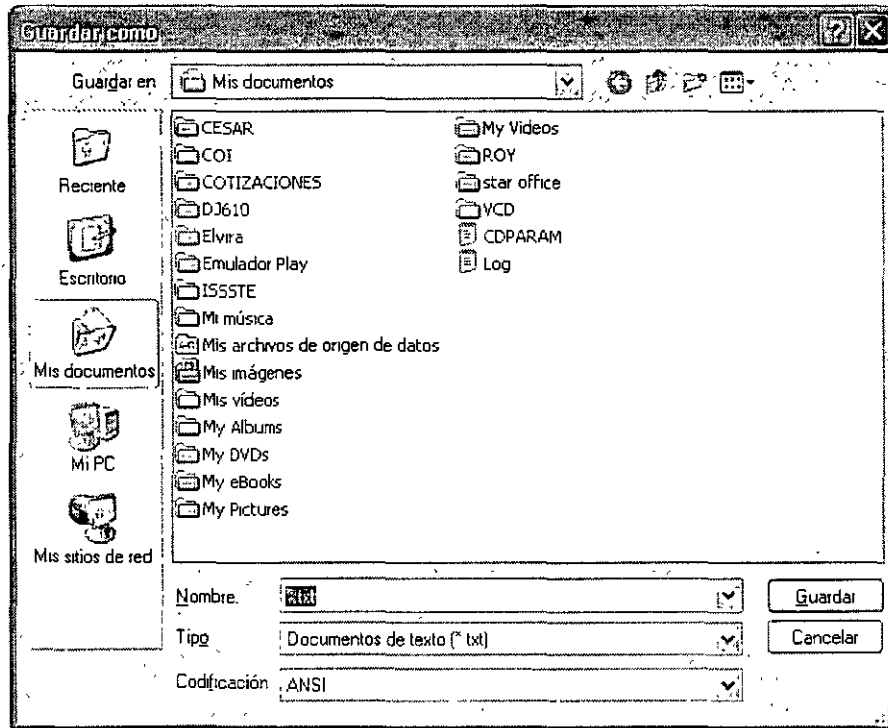 Guardar como
Guardar en
Mis documentos
Reciente
Escritorio
Mis documentos
Mi PC
Mis sitios de red
CESAR
COI
COTIZACIONES
DJ610
Elvira
Emulador Play
ISSSTE
Mi música
Mis archivos de origen de datos
Mis imágenes
Mis vídeos
My Albums
My DVDs
My eBooks
My Pictures
My Videos
ROY
star office
VCD
CDPARAM
Log
Nombre.
*.txt
Guardar
Tipo
Documentos de texto (*.txt)
Cancelar
Codificación
ANSI